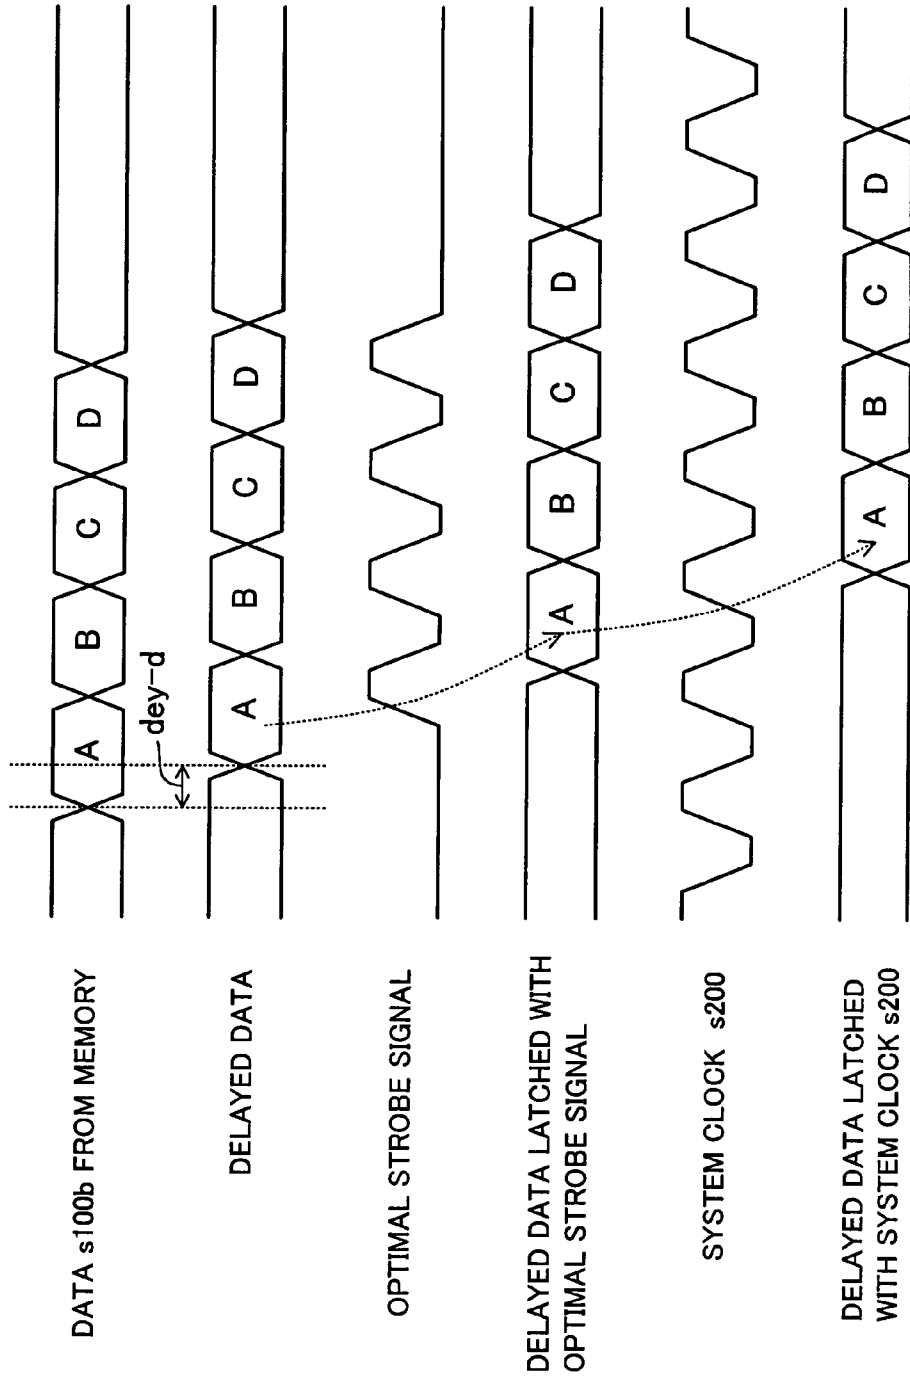 DATA s100b FROM MEMORY
A B C D
dey-d
DELAYED DATA
A B C D
OPTIMAL STROBE SIGNAL
DELAYED DATA LATCHED WITH
OPTIMAL STROBE SIGNAL
A B C D
SYSTEM CLOCK s200
DELAYED DATA LATCHED
WITH SYSTEM CLOCK s200
A B C D